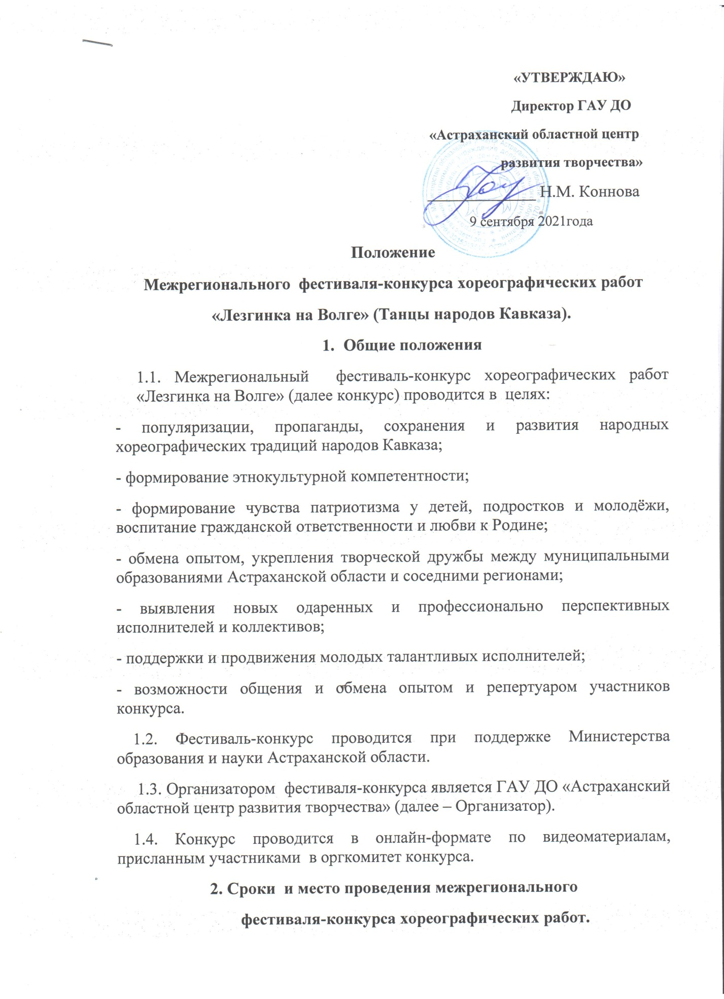 «УТВЕРЖДАЮ»
Директор ГАУ ДО
«Астраханский областной центр
развития творчества»
Н.М. Коннова
9 сентября 2021года
Положение
Межрегионального фестиваля-конкурса хореографических работ
«Лезгинка на Волге» (Танцы народов Кавказа).
1. Общие положения
1.1. Межрегиональный фестиваль-конкурс хореографических работ
«Лезгинка на Волге» (далее конкурс) проводится в целях:
- популяризации, пропаганды, сохранения и развития народных
хореографических традиций народов Кавказа;
- формирование этнокультурной компетентности;
- формирование чувства патриотизма у детей, подростков и молодёжи,
воспитание гражданской ответственности и любви к Родине;
- обмена опытом, укрепления творческой дружбы между муниципальными
образованиями Астраханской области и соседними регионами;
- выявления новых одаренных и профессионально перспективных
исполнителей и коллективов;
- поддержки и продвижения молодых талантливых исполнителей;
- возможности общения и обмена опытом и репертуаром участников
конкурса.
1.2. Фестиваль-конкурс проводится при поддержке Министерства
образования и науки Астраханской области.
1.3. Организатором фестиваля-конкурса является ГАУ ДО «Астраханский
областной центр развития творчества» (далее – Организатор).
1.4. Конкурс проводится в онлайн-формате по видеоматериалам,
присланным участниками в оргкомитет конкурса.
2. Сроки и место проведения межрегионального
фестиваля-конкурса хореографических работ.